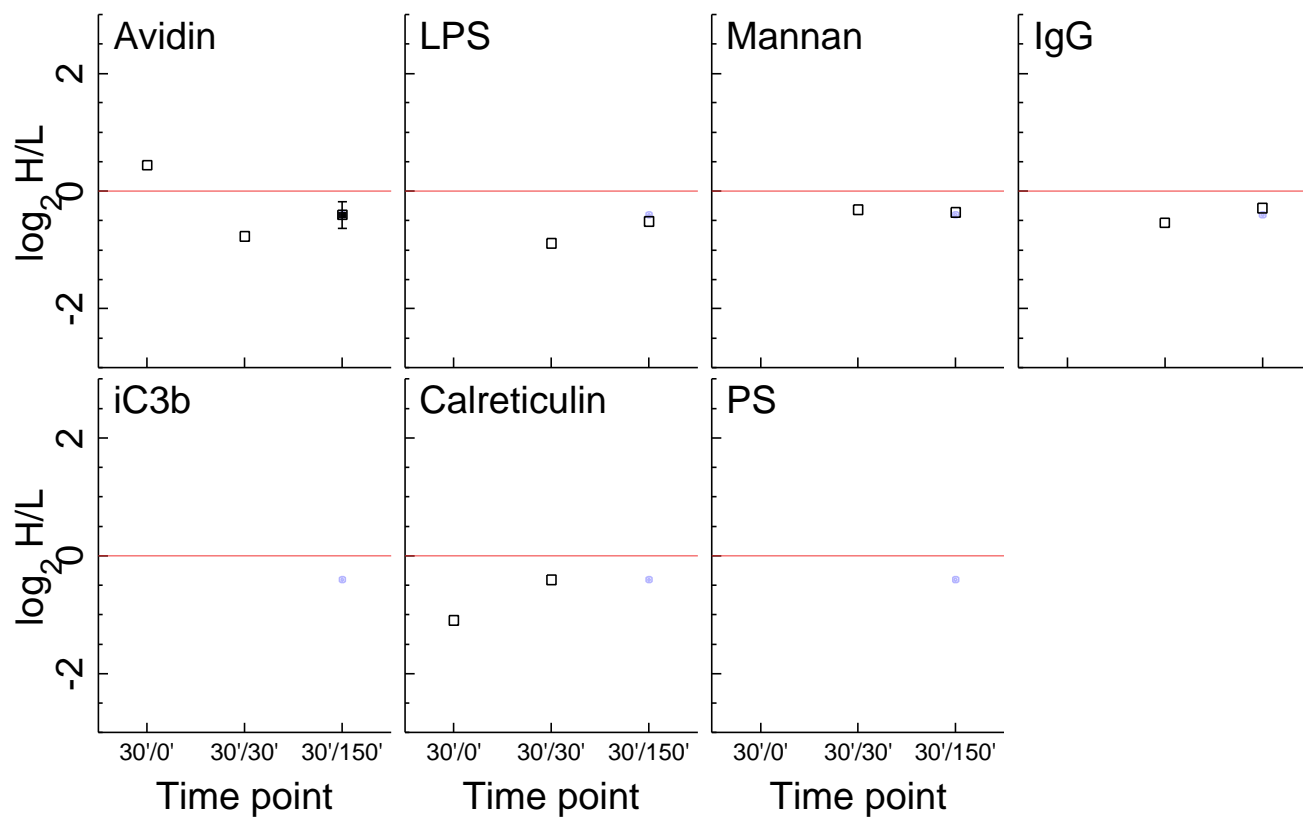 Avidin
LPS
Mannan
IgG
log2 H/L
2
0
-2
iC3b
Calreticulin
PS
log2 H/L
2
0
-2
30'/0'
30'/30'
30'/150'
30'/0'
30'/30'
30'/150'
30'/0'
30'/30'
30'/150'
Time point
Time point
Time point